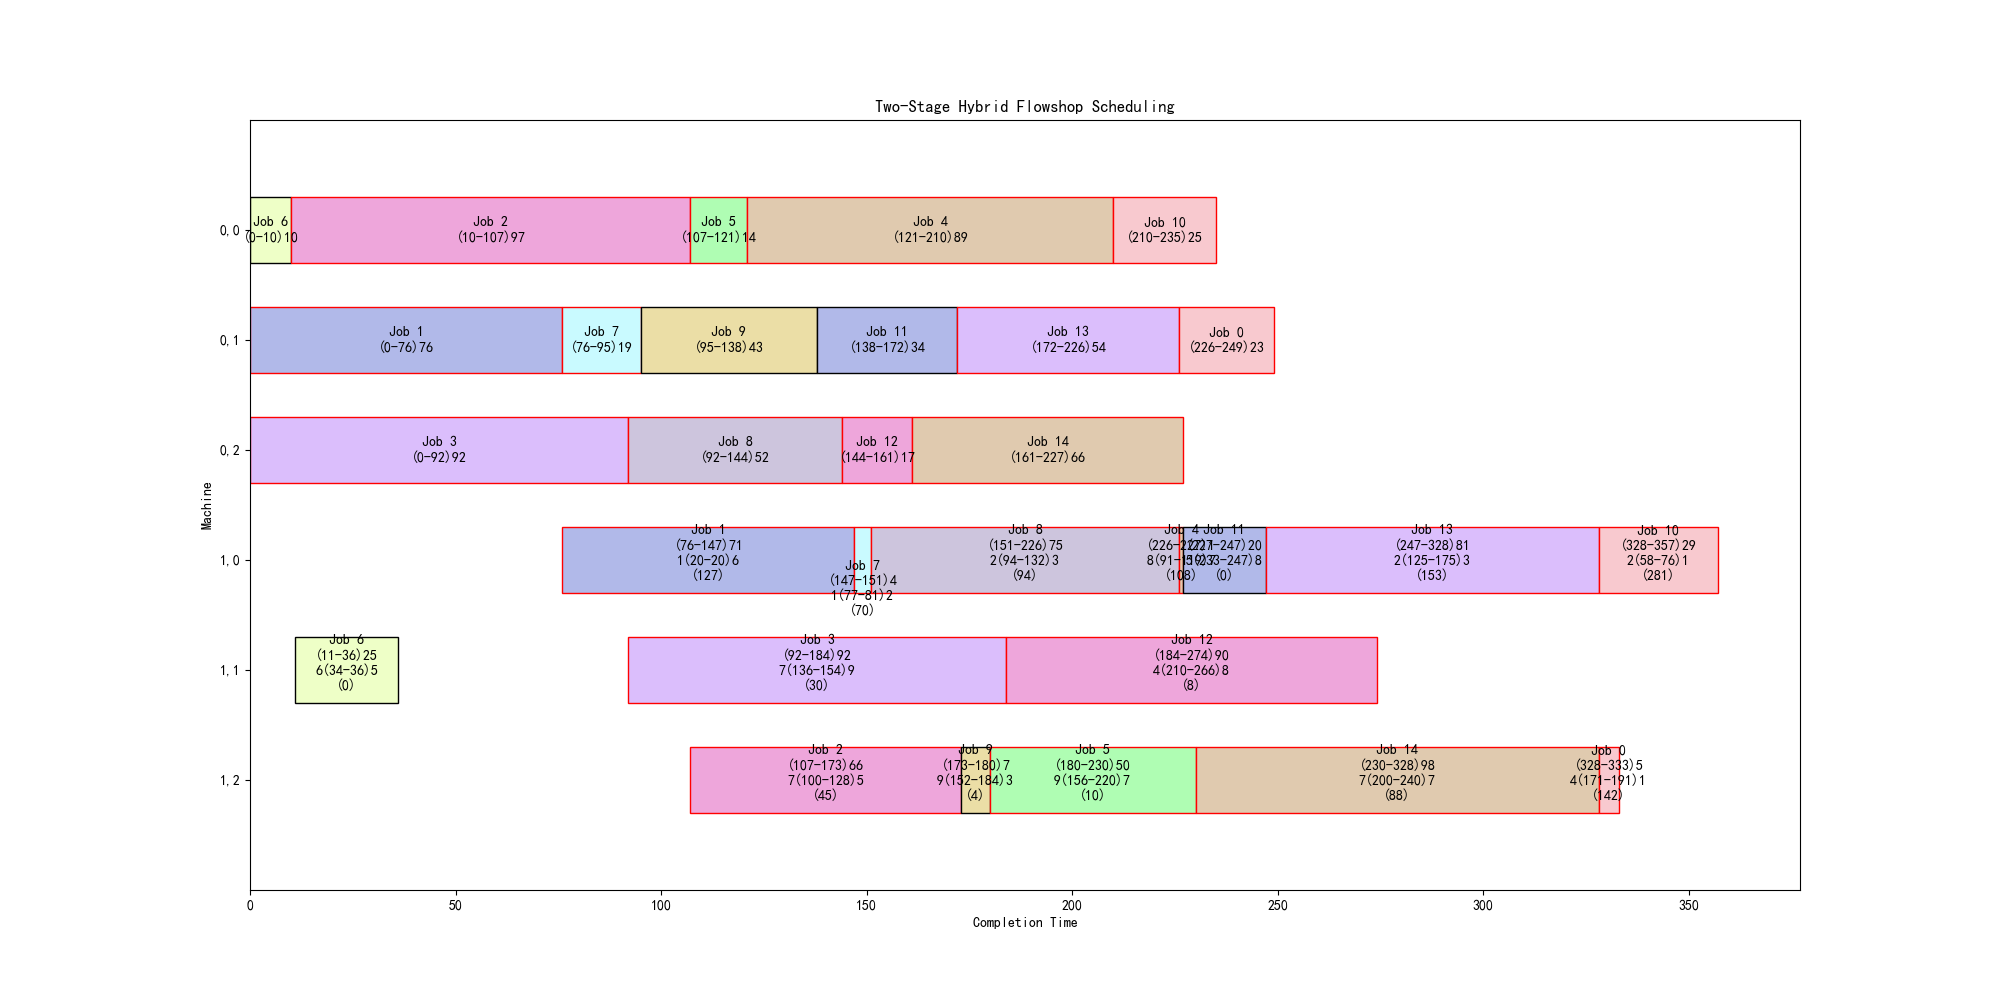 Two-Stage Hybrid Flowshop Scheduling
0,0
Job 6
(0-10)10
Job 2
(10-107)97
Job 5
(107-121)14
Job 4
(121-210)89
Job 10
(210-235)25
0,1
Job 1
(0-76)76
Job 7
(76-95)19
Job 9
(95-138)43
Job 11
(138-172)34
Job 13
(172-226)54
Job 0
(226-249)23
0,2
Job 3
(0-92)92
Job 8
(92-144)52
Job 12
(144-161)17
Job 14
(161-227)66
Machine
1,0
Job 1
(76-147)71
1(20-20)6
(127)
Job 7
(147-151)4
1(77-81)2
(70)
Job 8
(151-226)75
2(94-132)3
(94)
Job 4
(108)
Job 11
(227-247)20
(0)
Job 13
(247-328)81
2(125-175)3
(153)
Job 10
(328-357)29
2(58-76)1
(281)
1,1
Job 6
(11-36)25
6(34-36)5
(0)
Job 3
(92-184)92
7(136-154)9
(30)
Job 12
(184-274)90
4(210-266)8
(8)
1,2
Job 2
(107-173)66
7(100-128)5
(45)
Job 9
(173-180)7
9(152-184)3
(4)
Job 5
(180-230)50
9(156-220)7
(10)
Job 14
(230-328)98
7(200-240)7
(88)
Job 0
(328-333)5
4(171-191)1
(142)
0
50
100
150
200
250
300
350
Completion Time